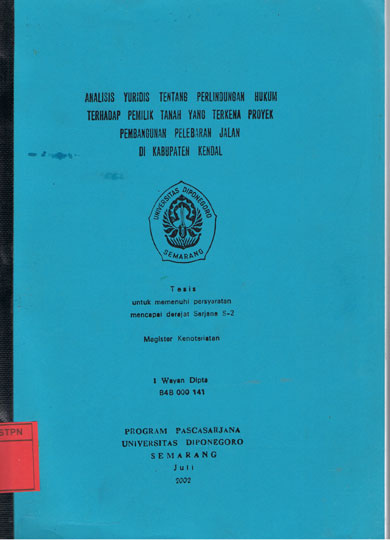 ANALISIS YURIDIS TENTANG PERLINDUNGAN HUKUM
TERHADAP PEMILIK TANAH YANG TERKENA PROYEK
PEMBANGUNAN PELEBARAN JALAN
DI KABUPATEN KENDAL
UNIVERSITAS DIPONEGORO
SEMARANG
Tesis
untuk memenuhi persyaratan
mencapai derajat Sarjana S-2
Magister Kenotariatan
I Wayan Dipta
B4B 000 141
STPN
PROGRAM PASCASARJANA
UNIVERSITAS DIPONEGORO
SEMARANG
Juli
2002